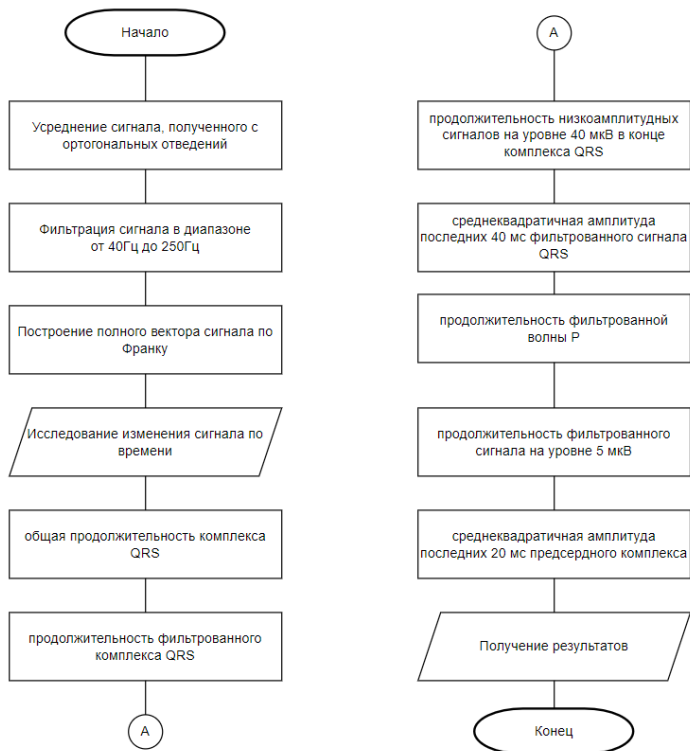 Начало
Усреднение сигнала, полученного с
ортогональных отведений
Фильтрация сигнала в диапазоне
от 40Гц до 250Гц
Построение полного вектора сигнала по
Франку
Исследование изменения сигнала по
времени
общая продолжительность комплекса
QRS
продолжительность фильтрованного
комплекса QRS
А
А
продолжительность низкоамплитудных
сигналов на уровне 40 мкВ в конце
комплекса QRS
среднеквадратичная амплитуда
последних 40 мс фильтрованного сигнала
QRS
продолжительность фильтрованной
волны Р
продолжительность фильтрованного
сигнала на уровне 5 мкВ
среднеквадратичная амплитуда
последних 20 мс предсердного комплекса
Получение результатов
Конец